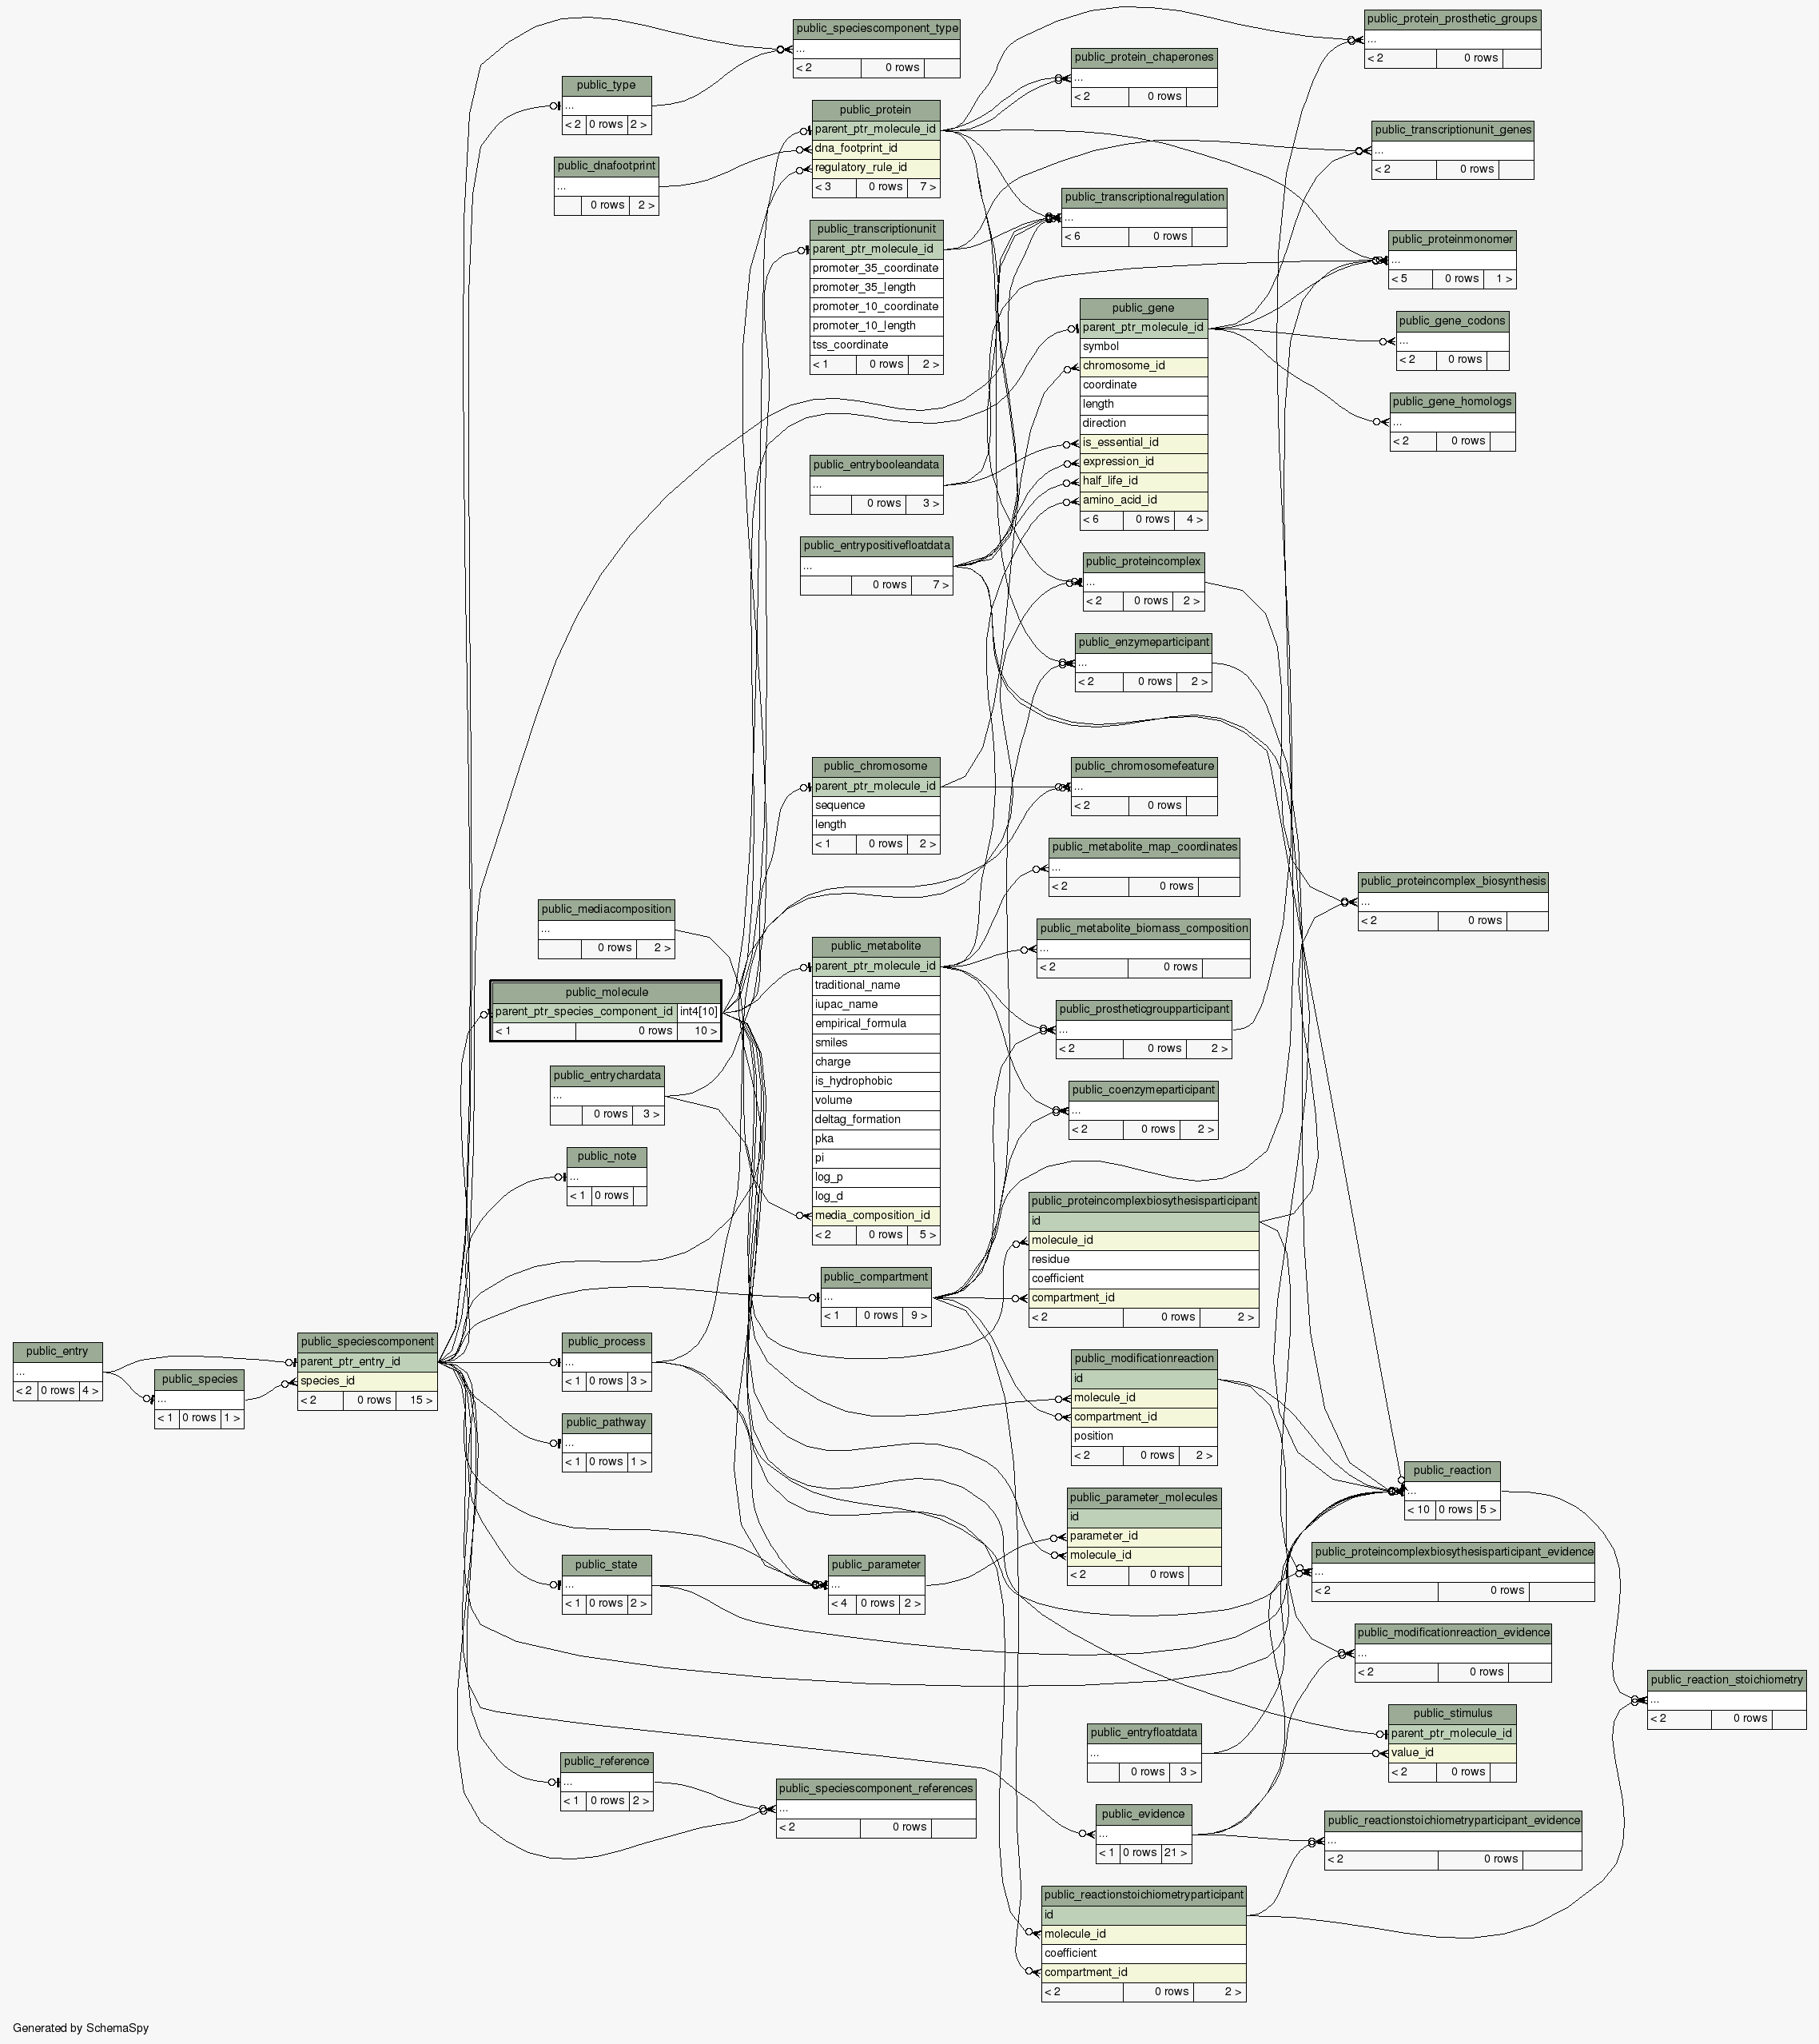 public_speciescomponent_type
...
< 2 0 rows
public_type
...
< 2 0 rows 2 >
public_dnafootprint
...
0 rows 2 >
public_protein
parent_ptr_molecule_id
dna_footprint_id
regulatory_rule_id
< 3 0 rows 7 >
public_transcriptionunit
parent_ptr_molecule_id
promoter_35_coordinate
promoter_35_length
promoter_10_coordinate
promoter_10_length
tss_coordinate
< 1 0 rows 2 >
public_entrybooleandata
...
0 rows 3 >
public_entrypositivefloatdata
...
0 rows 7 >
public_protein_prosthetic_groups
...
< 2 0 rows
public_protein_chaperones
...
< 2 0 rows
public_transcriptionunit_genes
...
< 2 0 rows
public_transcriptionalregulation
...
< 6 0 rows
public_proteinmonomer
...
< 5 0 rows 1 >
public_gene
parent_ptr_molecule_id
symbol
chromosome_id
coordinate
length
direction
is_essential_id
expression_id
half_life_id
amino_acid_id
< 6 0 rows 4 >
public_gene_codons
...
< 2 0 rows
public_gene_homologs
...
< 2 0 rows
public_proteincomplex
...
< 2 0 rows 2 >
public_enzymeparticipant
...
< 2 0 rows 2 >
public_chromosome
parent_ptr_molecule_id
sequence
length
< 1 0 rows 2 >
public_chromosomefeature
...
< 2 0 rows
public_metabolite_map_coordinates
...
< 2 0 rows
public_proteincomplex_biosynthesis
...
< 2 0 rows
public_mediacomposition
...
0 rows 2 >
public_metabolite_biomass_composition
...
< 2 0 rows
public_metabolite
parent_ptr_molecule_id
traditional_name
iupac_name
empirical_formula
smiles
charge
is_hydrophobic
volume
deltag_formation
pka
pi
log_p
log_d
media_composition_id
< 2 0 rows 5 >
public_molecule
parent_ptr_species_component_id int4[10]
< 1 0 rows 10 >
public_prostheticgroupparticipant
...
< 2 0 rows 2 >
public_entrychardata
...
0 rows 3 >
public_coenzymeparticipant
...
< 2 0 rows 2 >
public_note
...
< 1 0 rows
public_proteincomplexbiosythesisparticipant
id
molecule_id
residue
coefficient
compartment_id
< 2 0 rows 2 >
public_compartment
...
< 1 0 rows 9 >
public_entry
...
< 2 0 rows 4 >
public_species
...
< 1 0 rows 1 >
public_speciescomponent
parent_ptr_entry_id
species_id
< 2 0 rows 15 >
public_process
...
< 1 0 rows 3 >
public_modificationreaction
id
molecule_id
compartment_id
position
< 2 0 rows 2 >
public_pathway
...
< 1 0 rows 1 >
public_reaction
...
< 10 0 rows 5 >
public_parameter_molecules
id
parameter_id
molecule_id
< 2 0 rows
public_state
...
< 1 0 rows 2 >
public_parameter
...
< 4 0 rows 2 >
public_proteincomplexbiosythesisparticipant_evidence
...
< 2 0 rows
public_modificationreaction_evidence
...
< 2 0 rows
public_reaction_stoichiometry
...
< 2 0 rows
public_stimulus
parent_ptr_molecule_id
value_id
< 2 0 rows
public_entryfloatdata
...
0 rows 3 >
public_reference
...
< 1 0 rows 2 >
public_speciescomponent_references
...
< 2 0 rows
public_evidence
...
< 1 0 rows 21 >
public_reactionstoichiometryparticipant_evidence
...
< 2 0 rows
public_reactionstoichiometryparticipant
id
molecule_id
coefficient
compartment_id
< 2 0 rows 2 >
Generated by SchemaSpy